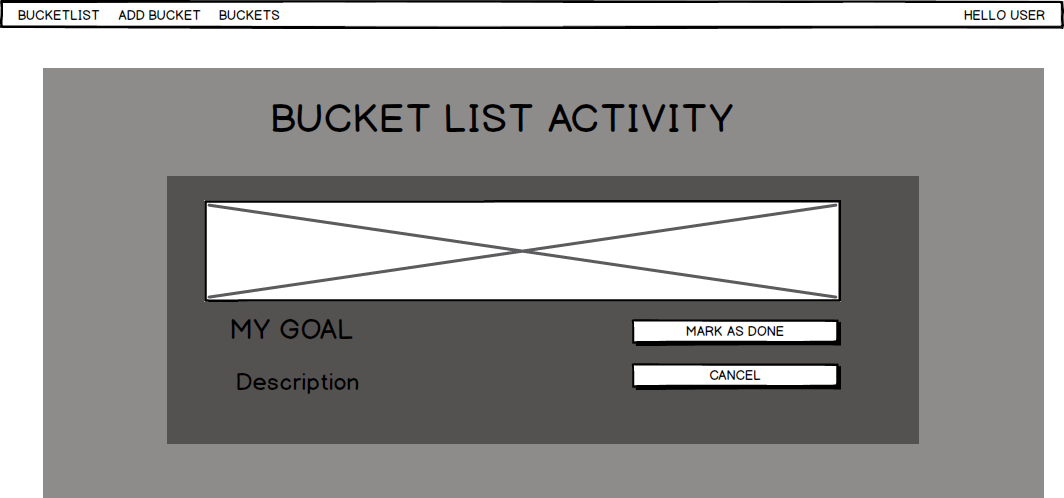 BUCKETLIST ADD BUCKET BUCKETS HELLO USER
BUCKET LIST ACTIVITY
MY GOAL
MARK AS DONE
Description
CANCEL